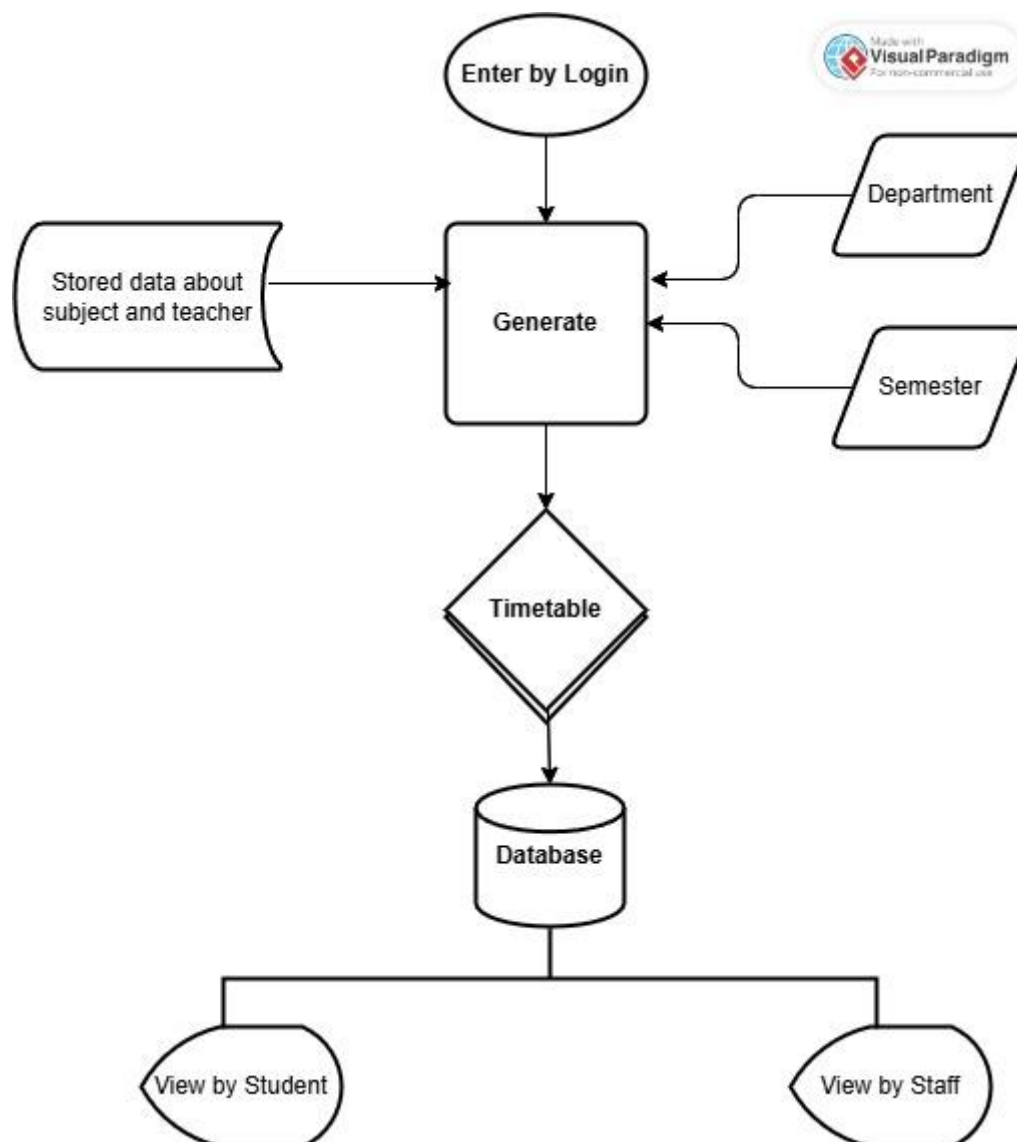 Made with
Visual Paradigm
For non-commercial use
Enter by Login
Department
Stored data about
subject and teacher
Generate
Semester
Timetable
Database
View by Student
View by Staff